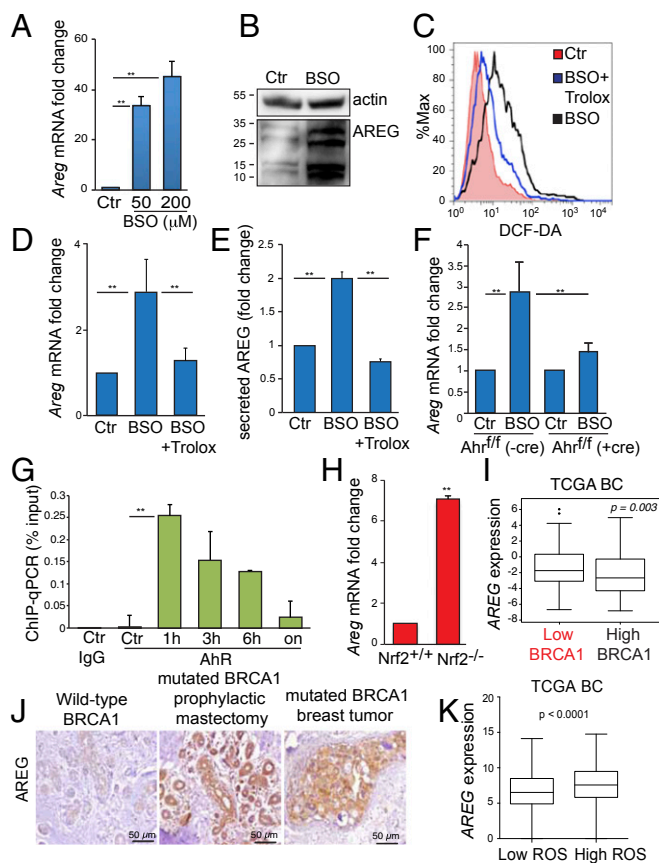 A
Areg mRNA fold change
60
40
20
0
**
**
Ctr
50
200
BSO (µM)
B
Ctr BSO
55
35
actin
25
15
10
AREG
C
%Max
100
80
60
40
20
0
Ctr
BSO+
Trolox
BSO
10⁰ 10¹ 10² 10³ 10⁴
DCF-DA
D
Areg mRNA fold change
4
2
0
** **
Ctr BSO BSO
+Trolox
E
secreted AREG (fold change)
2.5
2
1.5
1
0.5
0
** **
Ctr BSO BSO
+Trolox
F
Areg mRNA fold change
4
3.5
3
2.5
2
1.5
1
0.5
0
** **
Ctr BSO Ctr BSO
Ahrf/f (-cre) Ahrf/f (+cre)
G
ChIP-qPCR (% input)
0.3
0.25
0.2
0.15
0.1
0.05
0
**
Ctr Ctr 1h 3h 6h on
IgG AhR
H
Areg mRNA fold change
8
6
4
2
0
**
Nrf2+/+ Nrf2-/-
I
TCGA BC
p = 0.003
AREG expression
6
4
2
0
-2
-4
-6
-8
Low High
BRCA1 BRCA1
J
Wild-type
BRCA1
mutated BRCA1
prophylactic
mastectomy
mutated BRCA1
breast tumor
AREG
50 µm 50 µm 50 µm
K
TCGA BC
p < 0.0001
AREG expression
20
15
10
5
0
Low ROS High ROS